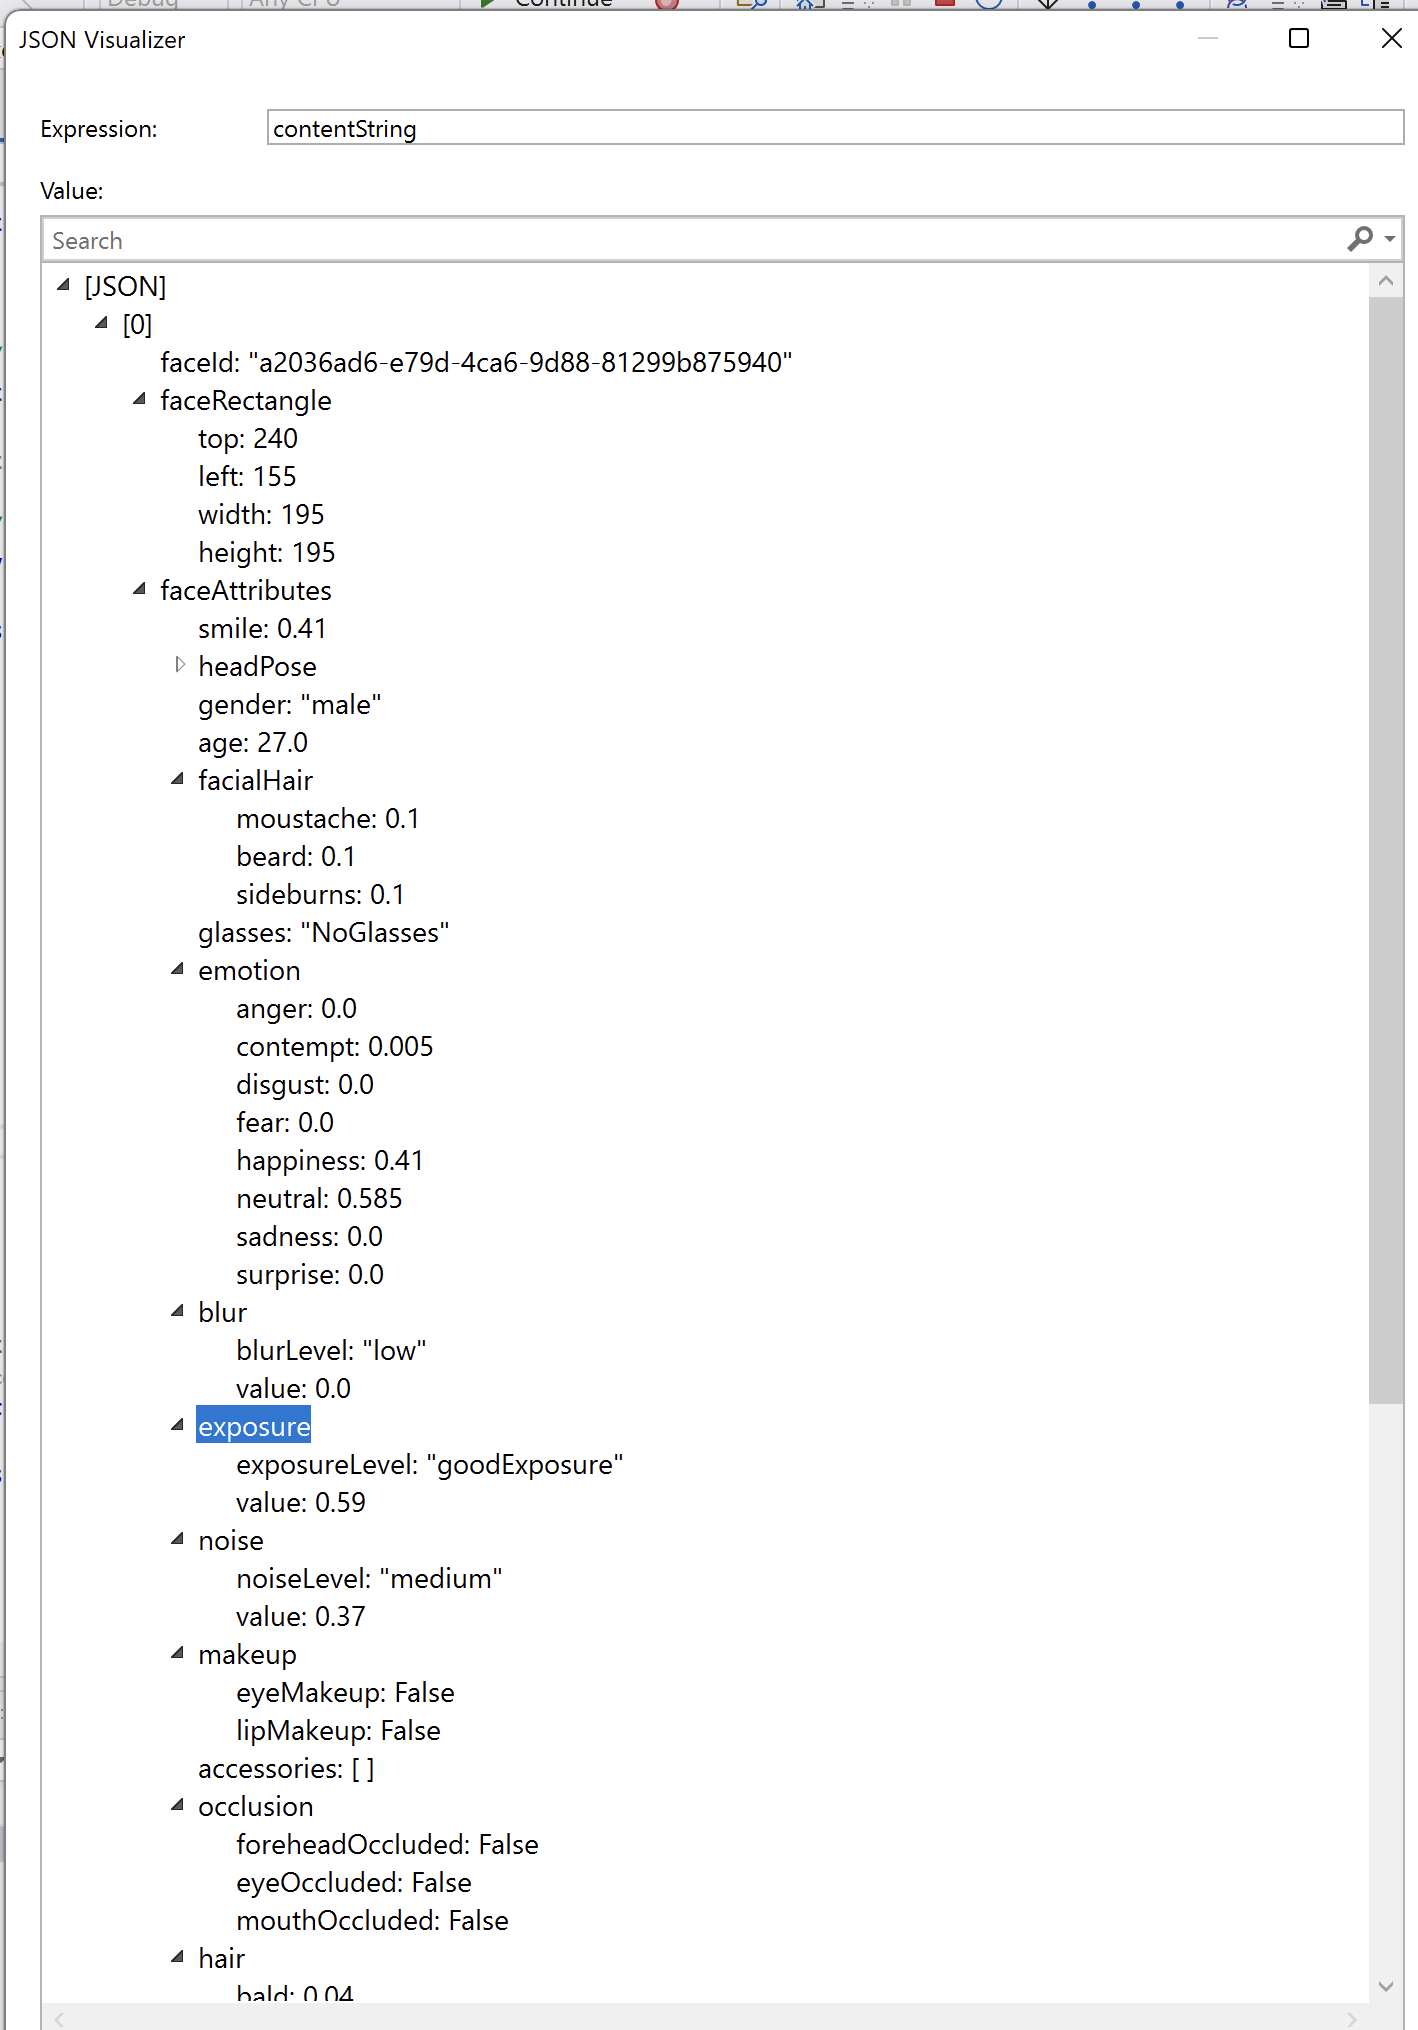 Debug
Any CPU
Continue
JSON Visualizer
Expression:
contentString
Value:
Search
[JSON]
[0]
faceId: "a2036ad6-e79d-4ca6-9d88-81299b875940"
faceRectangle
top: 240
left: 155
width: 195
height: 195
faceAttributes
smile: 0.41
headPose
gender: "male"
age: 27.0
facialHair
moustache: 0.1
beard: 0.1
sideburns: 0.1
glasses: "NoGlasses"
emotion
anger: 0.0
contempt: 0.005
disgust: 0.0
fear: 0.0
happiness: 0.41
neutral: 0.585
sadness: 0.0
surprise: 0.0
blur
blurLevel: "low"
value: 0.0
exposure
exposureLevel: "goodExposure"
value: 0.59
noise
noiseLevel: "medium"
value: 0.37
makeup
eyeMakeup: False
lipMakeup: False
accessories: [ ]
occlusion
foreheadOccluded: False
eyeOccluded: False
mouthOccluded: False
hair
bald: 0.04